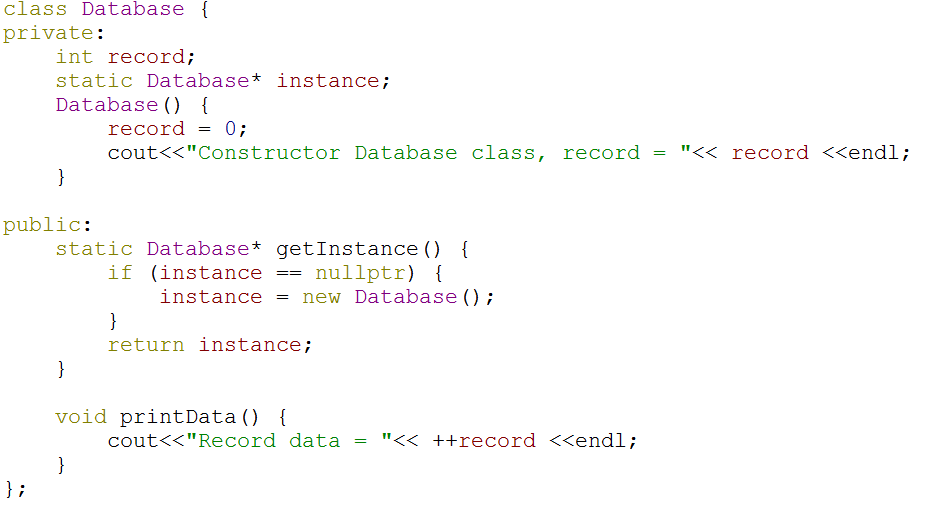 class Database {
private:
    int record;
    static Database* instance;
    Database() {
        record = 0;
        cout<<"Constructor Database class, record = "<< record <<endl;
    }

public:
    static Database* getInstance() {
        if (instance == nullptr) {
            instance = new Database();
        }
        return instance;
    }

    void printData() {
        cout<<"Record data = "<< ++record <<endl;
    }
};